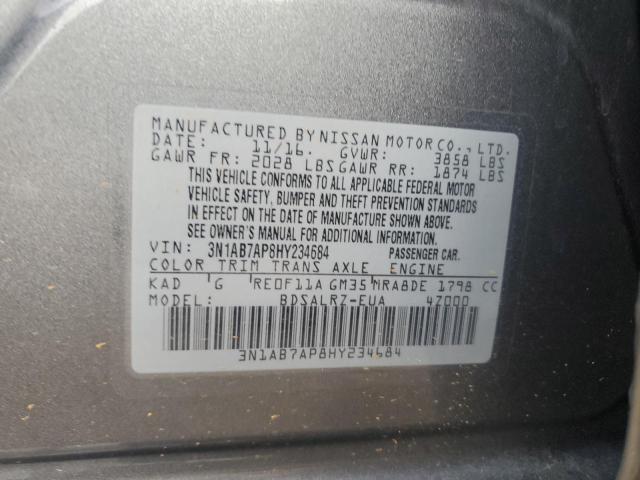 MANUFACTURED BY NISSAN MOTOR CO., LTD.
DATE: 11/16. GVWR: 3858 LBS
GAWR FR: 2028 LBS GAWR RR: 1874 LBS
THIS VEHICLE CONFORMS TO ALL APPLICABLE FEDERAL MOTOR
VEHICLE SAFETY, BUMPER AND THEFT PREVENTION STANDARDS
IN EFFECT ON THE DATE OF MANUFACTURE SHOWN ABOVE.
SEE OWNER'S MANUAL FOR ADDITIONAL INFORMATION.
VIN: 3N1AB7AP8HY234684 PASSENGER CAR.
COLOR TRIM TRANS AXLE ENGINE
KAD G RE0F11A GM35 MRA8DE 1798 CC
MODEL: BDSALRZ-EUA 4Z000
3N1AB7AP8HY234684